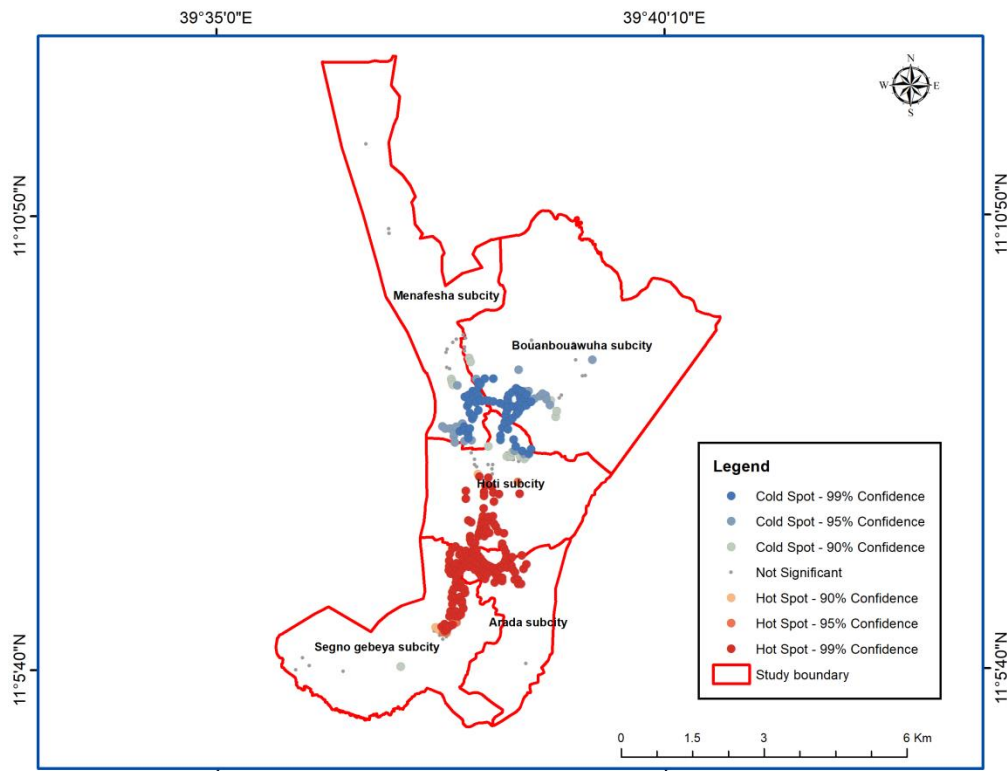 39°35'0"E
39°40'10"E
N
W
E
S
11°10'50"N
11°10'50"N
Menafesha subcity
Bouanbouawuha subcity
Hoti subcity
Arada subcity
Segno gebeya subcity
11°5'40"N
11°5'40"N
Legend
Cold Spot - 99% Confidence
Cold Spot - 95% Confidence
Cold Spot - 90% Confidence
Not Significant
Hot Spot - 90% Confidence
Hot Spot - 95% Confidence
Hot Spot - 99% Confidence
Study boundary
0 1.5 3 6 Km